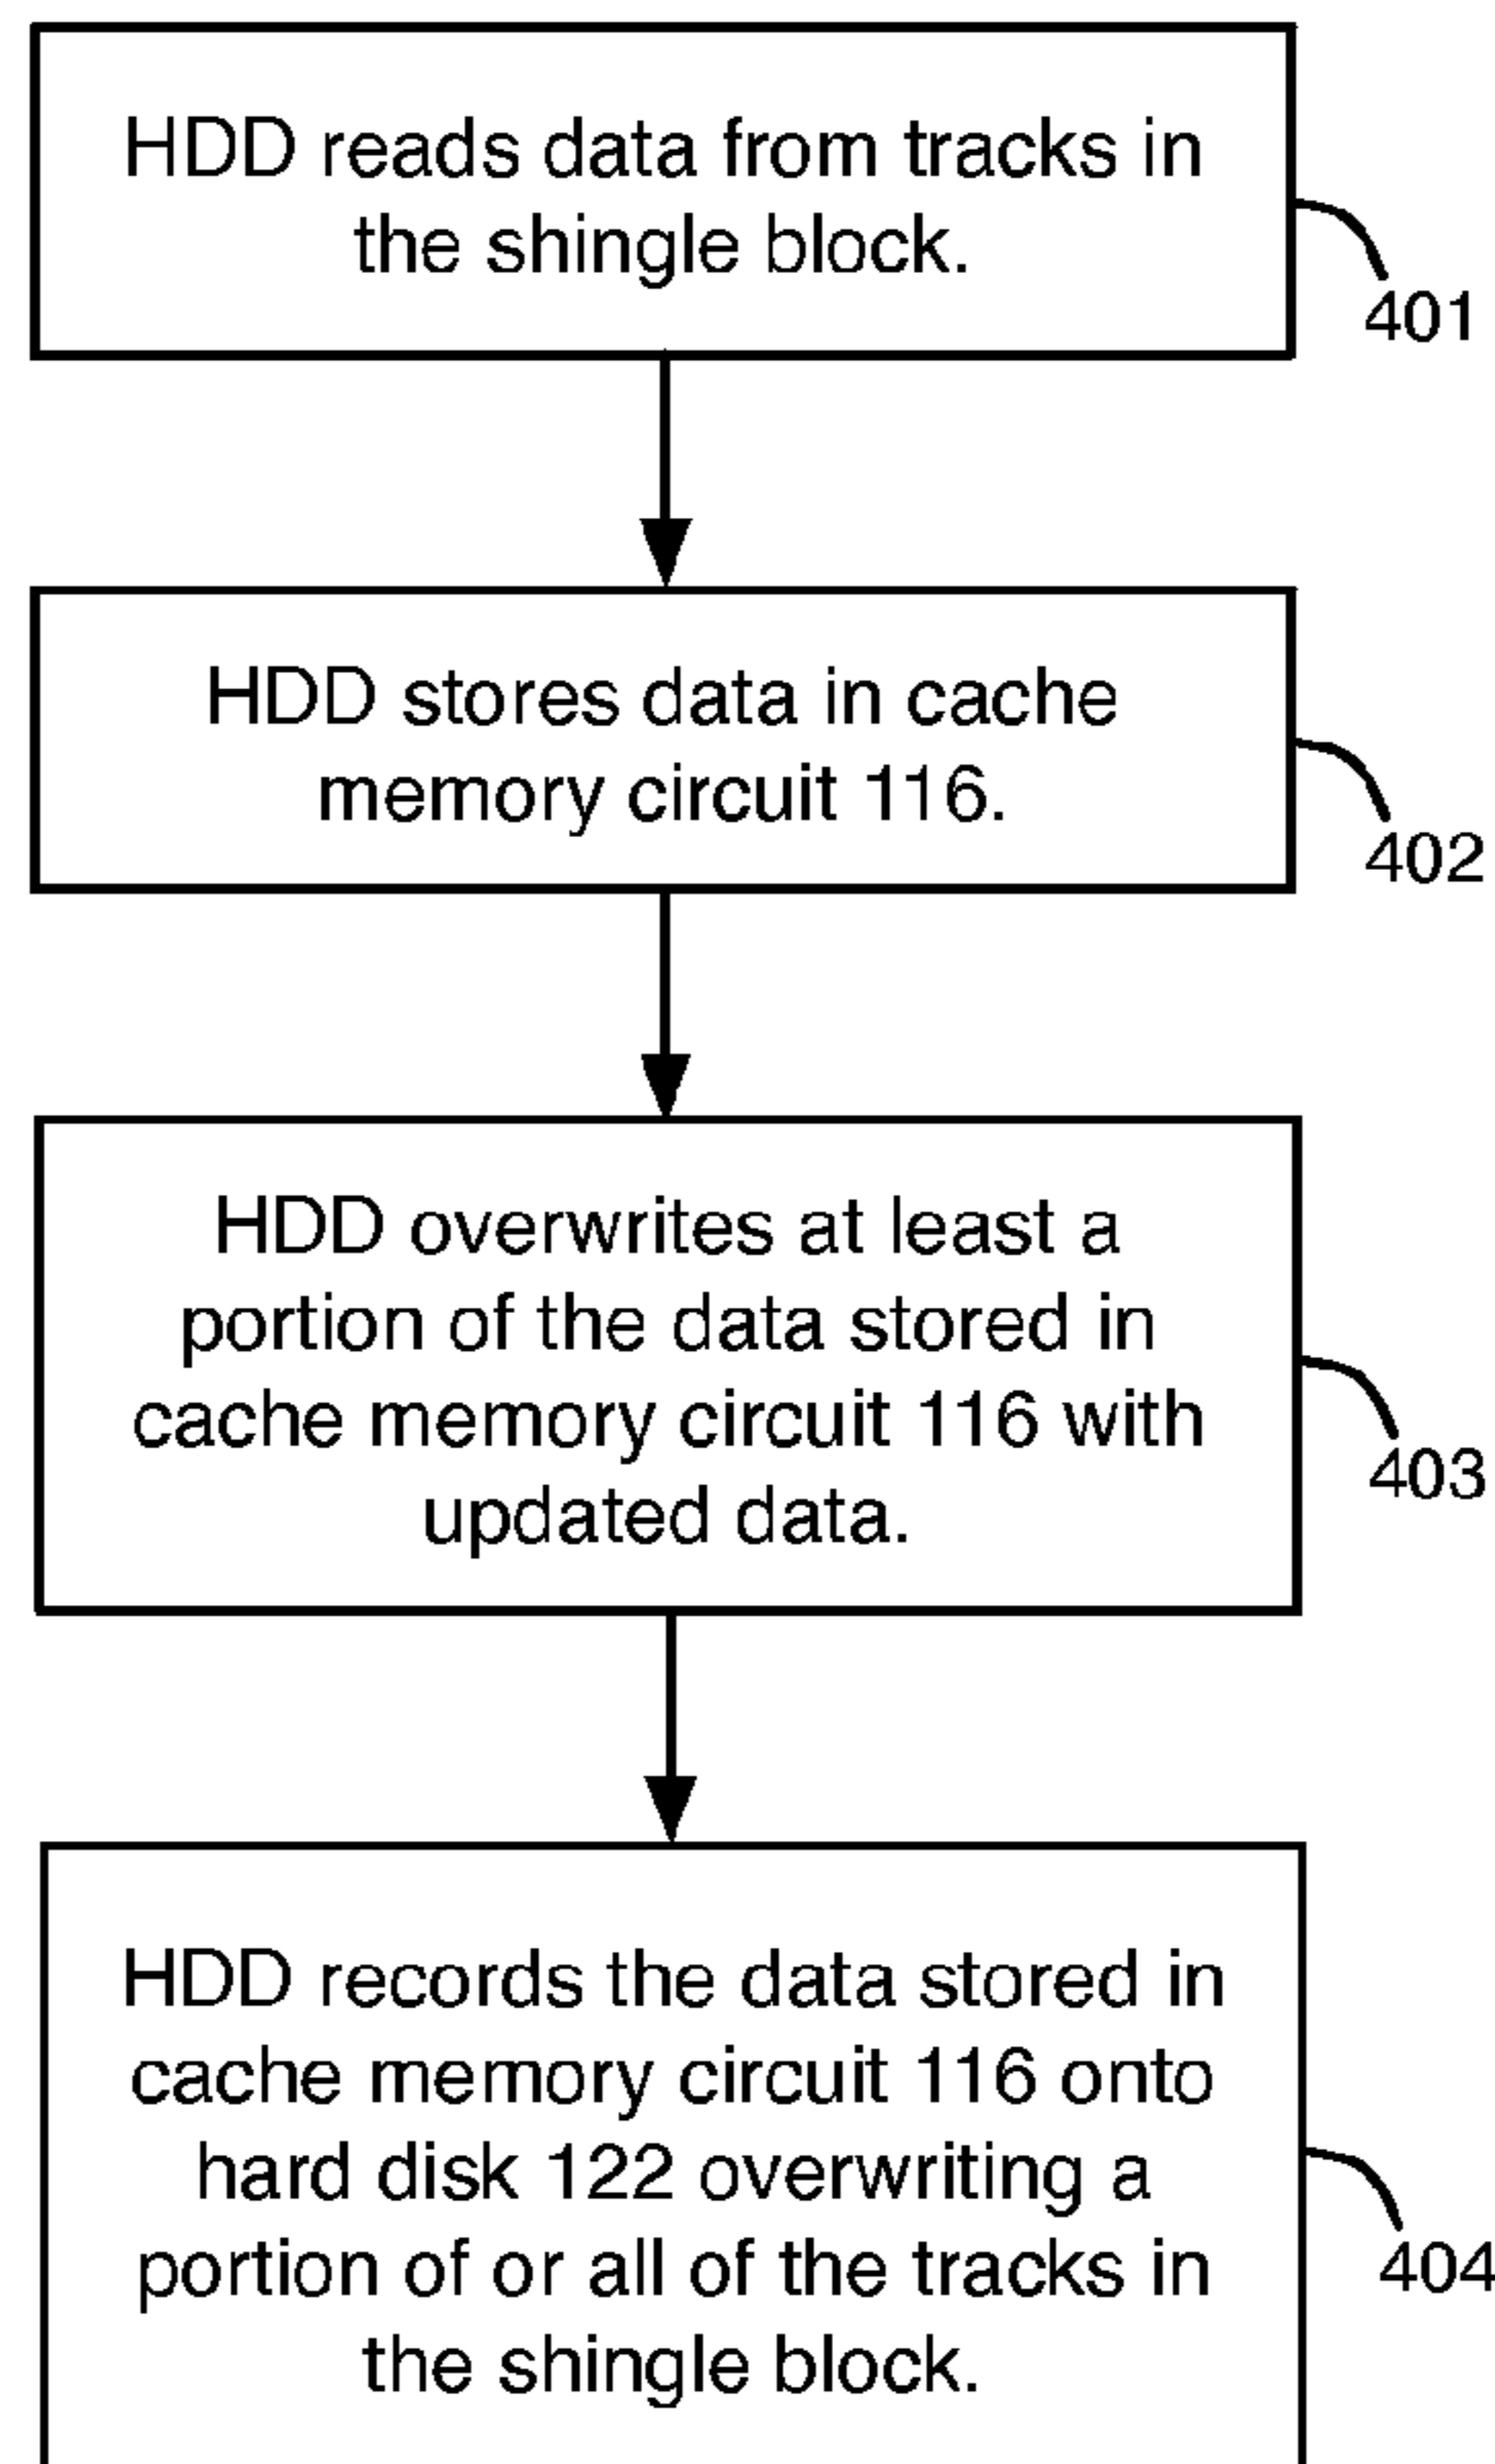 HDD reads data from tracks in
the shingle block.
401
HDD stores data in cache
memory circuit 116.
402
HDD overwrites at least a
portion of the data stored in
cache memory circuit 116 with
updated data.
403
HDD records the data stored in
cache memory circuit 116 onto
hard disk 122 overwriting a
portion of or all of the tracks in
the shingle block.
404